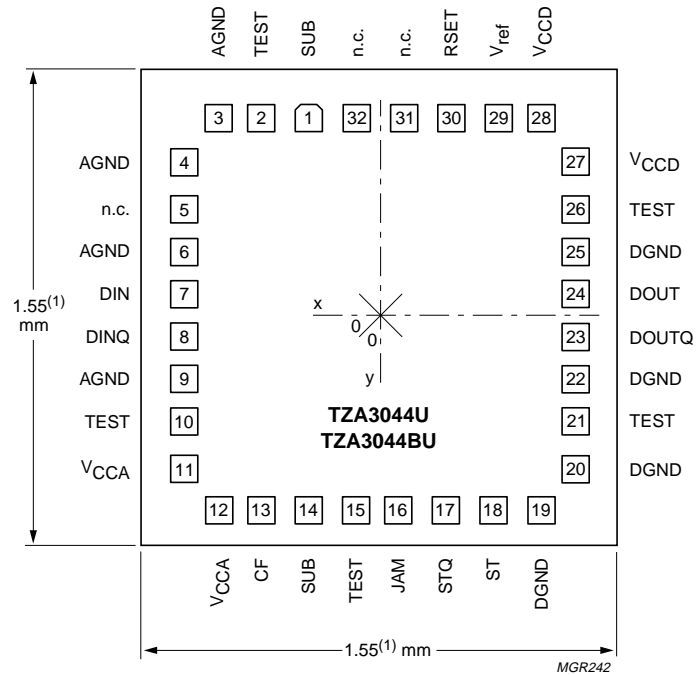 AGND TEST SUB n.c. n.c. RSET Vref VCCD
3 2 1 32 31 30 29 28
AGND 4 27 VCCD
n.c. 5 26 TEST
AGND 6 25 DGND
DIN 7 24 DOUT
1.55(1)
mm
x
0
0
y
DINQ 8 23 DOUTQ
AGND 9 22 DGND
TEST 10 21 TEST
TZA3044U
TZA3044BU
VCCA 11 20 DGND
12 13 14 15 16 17 18 19
VCCA CF SUB TEST JAM STQ ST DGND
1.55(1) mm
MGR242